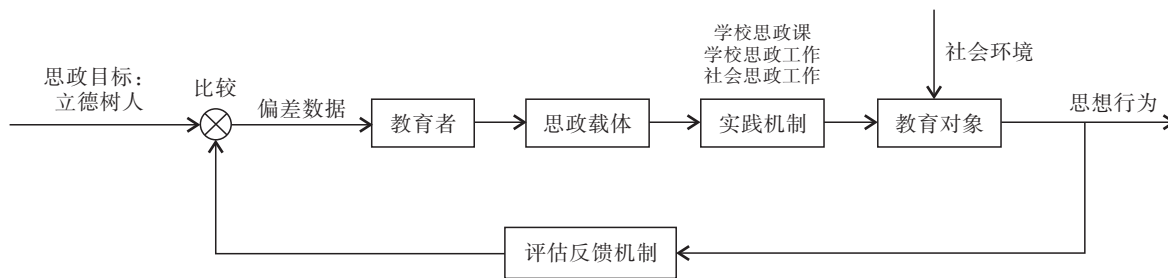 学校思政课
学校思政工作
社会思政工作
社会环境
思政目标：
立德树人
比较
偏差数据
教育者
思政载体
实践机制
教育对象
思想行为
评估反馈机制